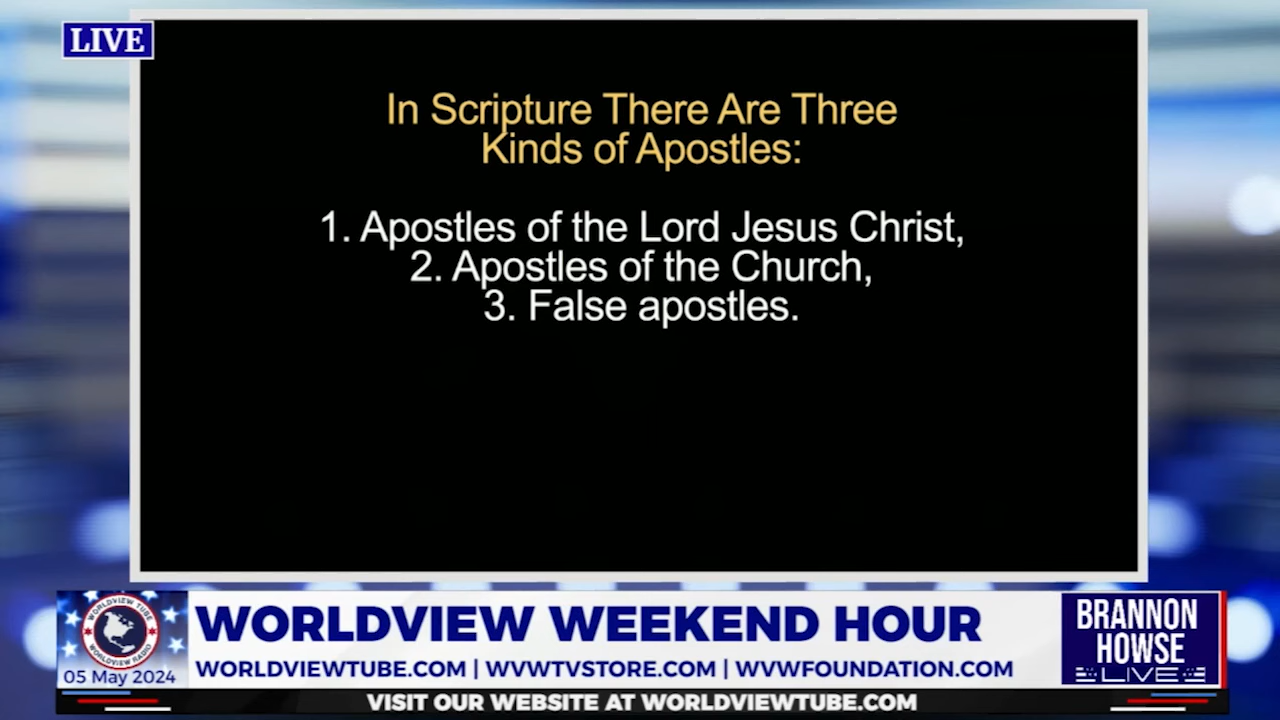 LIVE
In Scripture There Are Three
Kinds of Apostles:
1. Apostles of the Lord Jesus Christ,
2. Apostles of the Church,
3. False apostles.
WORLDVIEW TUBE
WORLDVIEW RADIO
05 May 2024
WORLDVIEW WEEKEND HOUR
WORLDVIEWTUBE.COM | WVWTVSTORE.COM | WVWFOUNDATION.COM
BRANNON
HOWSE
LIVE
VISIT OUR WEBSITE AT WORLDVIEWTUBE.COM